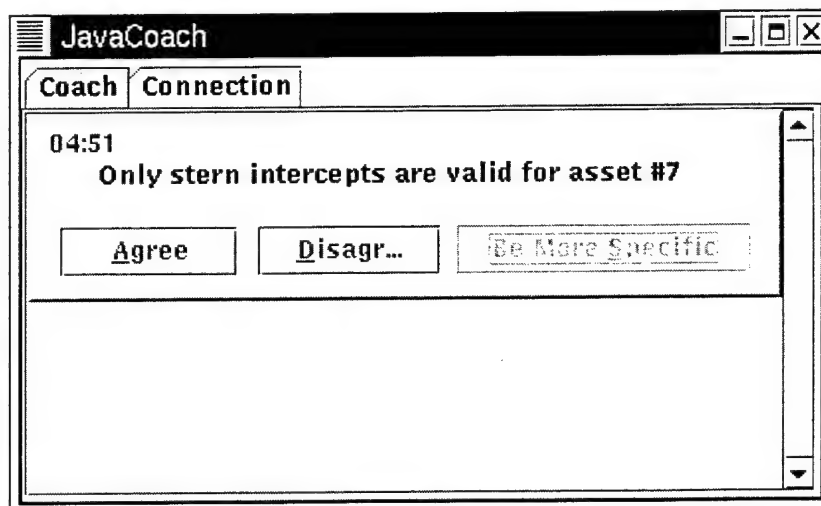 JavaCoach
Coach Connection
04:51
Only stern intercepts are valid for asset #7
Agree Disagr... Be More Specific